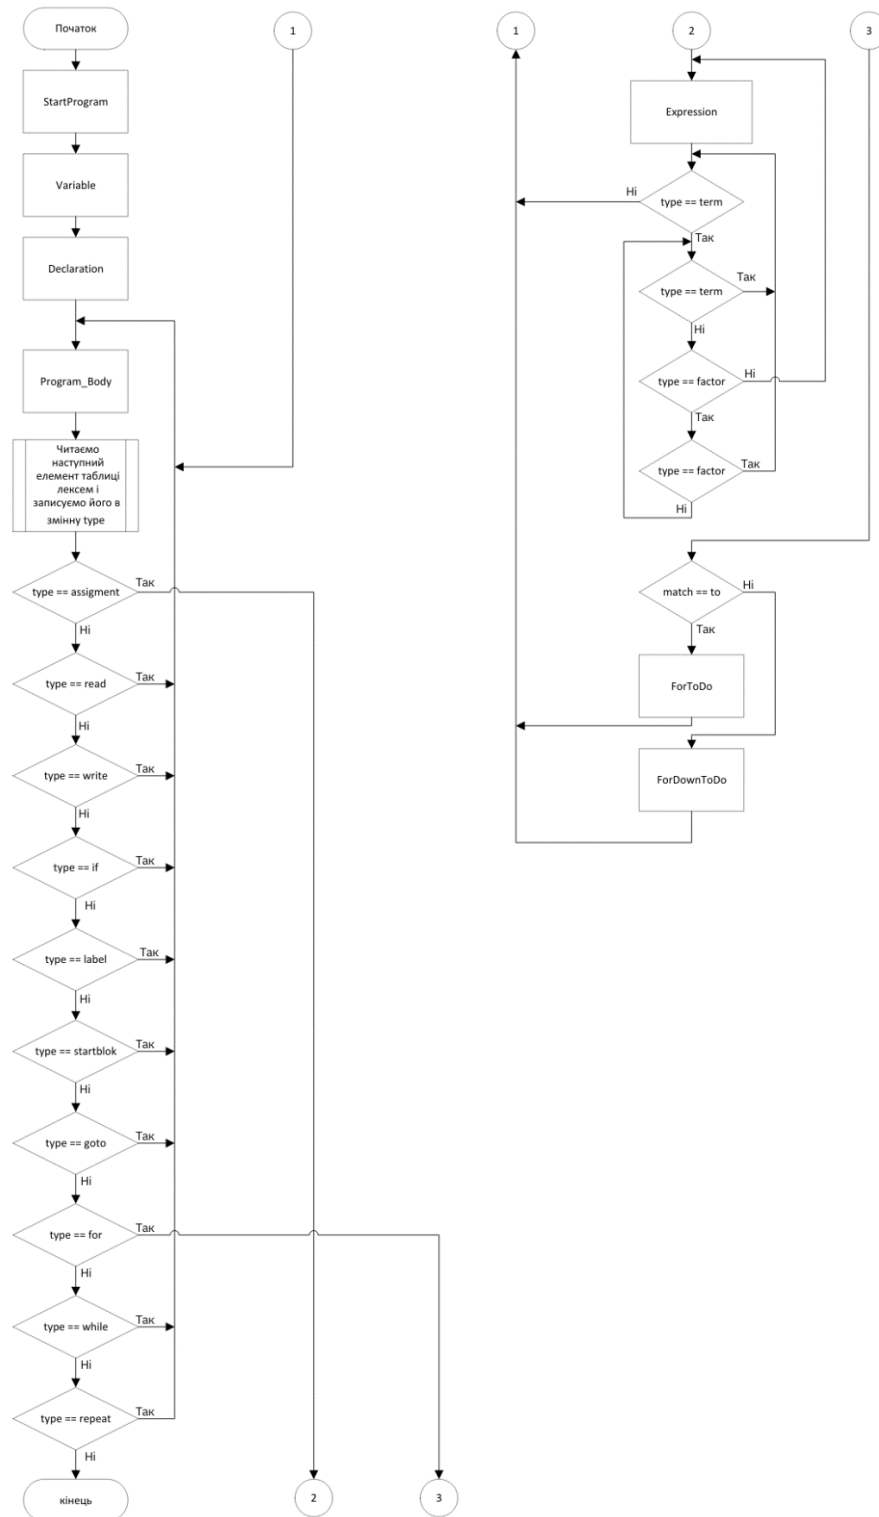 Початок
StartProgram
Variable
Declaration
Program_Body
Читаємо
наступний
елемент таблиці
лексем і
записуємо його в
змінну type
type == assigment
Так
Ні
type == read
Так
Ні
type == write
Так
Ні
type == if
Так
Ні
type == label
Так
Ні
type == startblok
Так
Ні
type == goto
Так
Ні
type == for
Так
Ні
type == while
Так
Ні
type == repeat
Так
Ні
кінець
1
2
3
1
2
3
Expression
type == term
Ні
Так
type == term
Так
Ні
type == factor
Ні
Так
type == factor
Так
Ні
match == to
Ні
Так
ForToDo
ForDownToDo